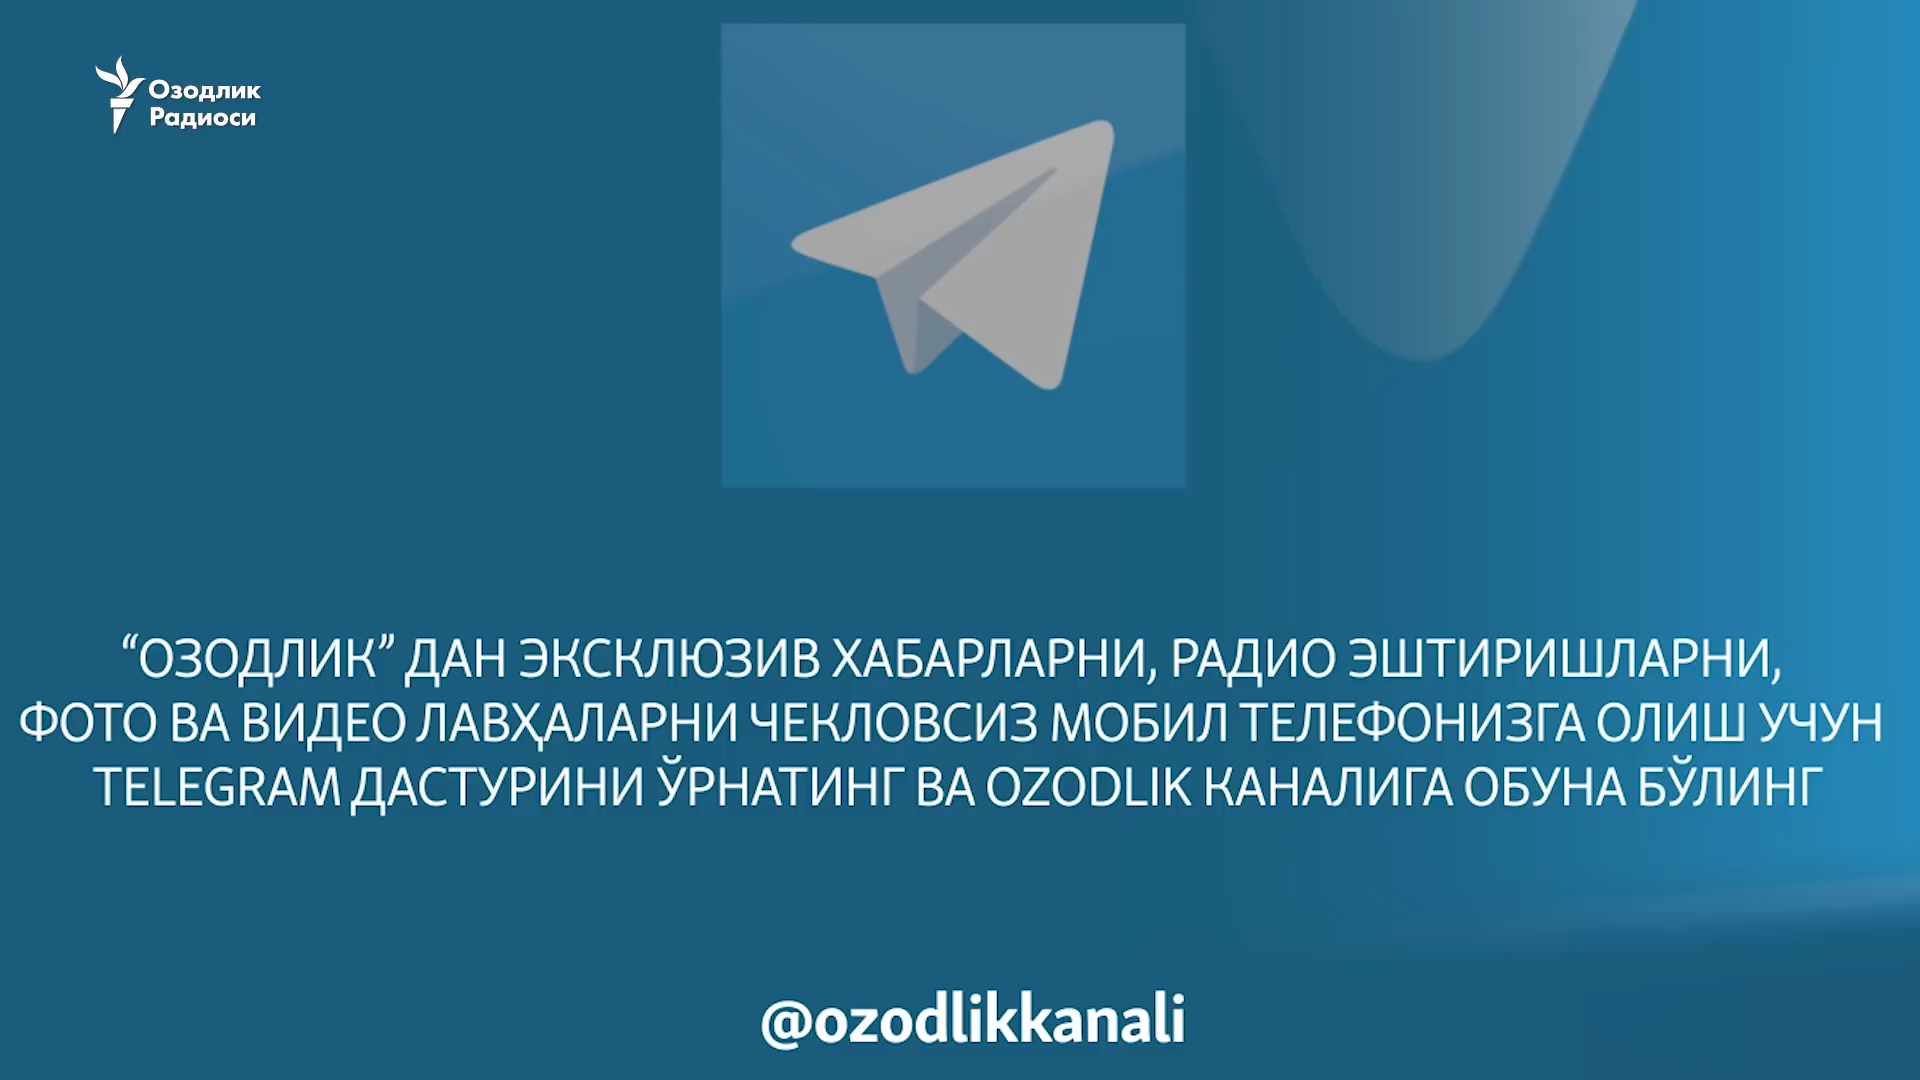 Озодлик
Радиоси
“ОЗОДЛИК” ДАН ЭКСКЛЮЗИВ ХАБАРЛАРНИ, РАДИО ЭШТИРИШЛАРНИ,
ФОТО ВА ВИДЕО ЛАВҲАЛАРНИ ЧЕКЛОВСИЗ МОБИЛ ТЕЛЕФОНИЗГА ОЛИШ УЧУН
TELEGRAM ДАСТУРИНИ ЎРНАТИНГ ВА OZODLIK КАНАЛИГА ОБУНА БЎЛИНГ
@ozodlikkanali